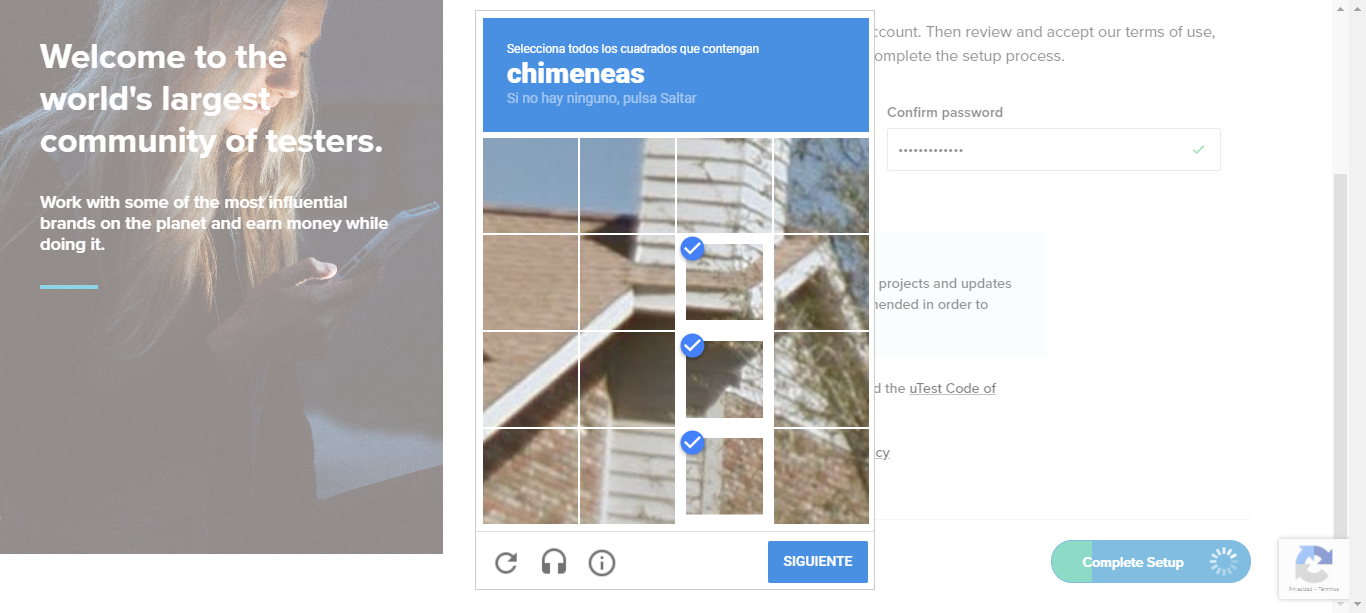 Welcome to the
world's largest
community of testers.
Work with some of the most influential
brands on the planet and earn money while
doing it.
Selecciona todos los cuadrados que contengan
chimeneas
Si no hay ninguno, pulsa Saltar
SIGUIENTE
ccount. Then review and accept our terms of use,
omplete the setup process.
Confirm password
•••••••••••••
projects and updates
nended in order to
d the uTest Code of
cy
Complete Setup
Privacidad - Términos